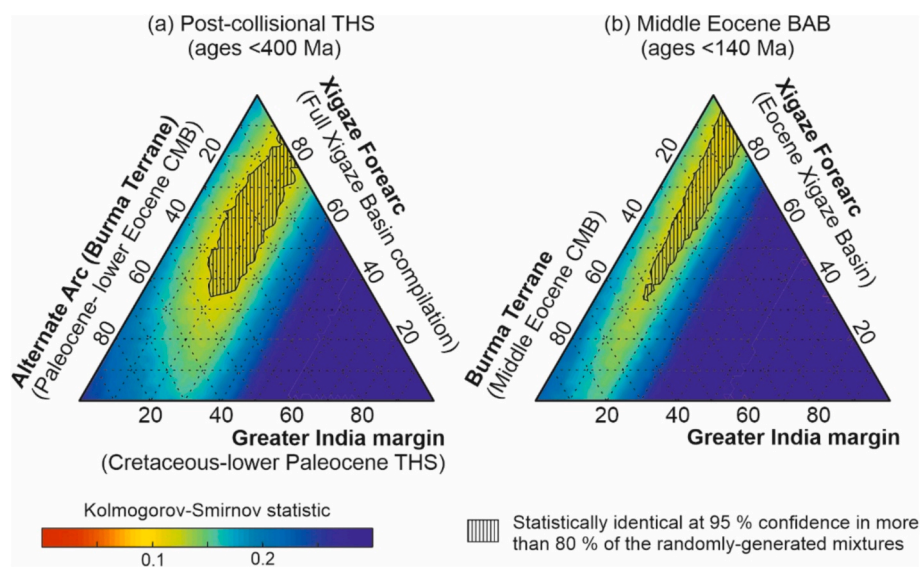 (a) Post-collisional THS
(ages <400 Ma)
Alternate Arc (Burma Terrane)
(Paleocene- lower Eocene CMB)
20
40
60
80
Xigaze Forearc
(Full Xigaze Basin compilation)
80
60
40
20
20
40
60
80
Greater India margin
(Cretaceous-lower Paleocene THS)
(b) Middle Eocene BAB
(ages <140 Ma)
Burma Terrane
(Middle Eocene CMB)
20
40
60
80
Xigaze Forearc
(Eocene Xigaze Basin)
80
60
40
20
20
40
60
80
Greater India margin
Kolmogorov-Smirnov statistic
0.1
0.2
Statistically identical at 95 % confidence in more
than 80 % of the randomly-generated mixtures